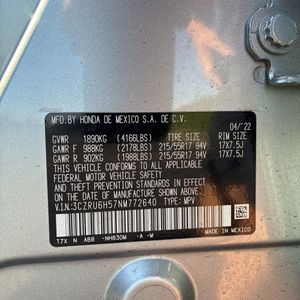 MFD.BY HONDA DE MEXICO S.A. DE C.V.
04/'22
GVWR 1890KG (4166LBS) TIRE SIZE RIM SIZE
GAWR F 988KG (2178LBS) 215/55R17 94V 17X7.5J
GAWR R 902KG (1988LBS) 215/55R17 94V 17X7.5J
THIS VEHICLE CONFORMS TO ALL APPLICABLE
FEDERAL MOTOR VEHICLE SAFETY AND THEFT
PREVENTION STANDARDS IN EFFECT ON THE DATE
OF MANUFACTURE SHOWN ABOVE.
V.I.N:3CZRU6H57NM772640 TYPE: MPV
T7X N AB8 -NH830M -A -M
MADE IN MEXICO